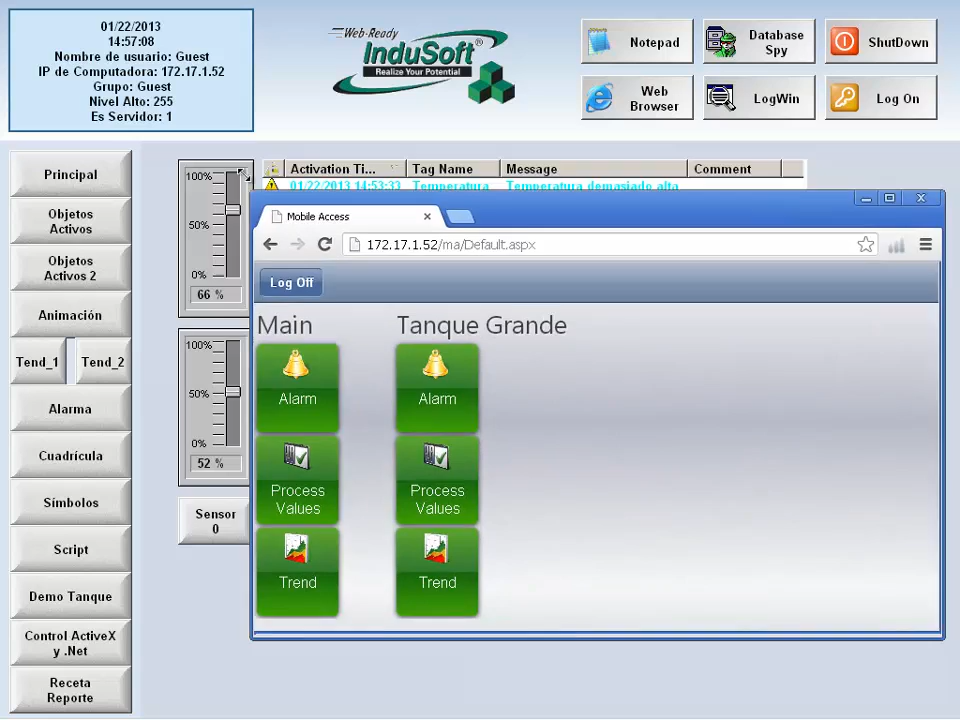 01/22/2013
14:57:08
Nombre de usuario: Guest
IP de Computadora: 172.17.1.52
Grupo: Guest
Nivel Alto: 255
Es Servidor: 1
Web-Ready
InduSoft®
Realize Your Potential
Notepad
Database
Spy
ShutDown
Web
Browser
LogWin
Log On
Principal
Objetos
Activos
Objetos
Activos 2
Animación
Tend_1
Tend_2
Alarma
Cuadrícula
Símbolos
Script
Demo Tanque
Control ActiveX
y .Net
Receta
Reporte
100%
50%
0%
66 %
100%
50%
0%
52 %
Sensor
0
Activation Ti... Tag Name Message Comment
01/22/2013 14:53:33 Temperatura Temperatura demasiado alta
Mobile Access
172.17.1.52/ma/Default.aspx
Log Off
Main Tanque Grande
Alarm Alarm
Process Process
Values Values
Trend Trend